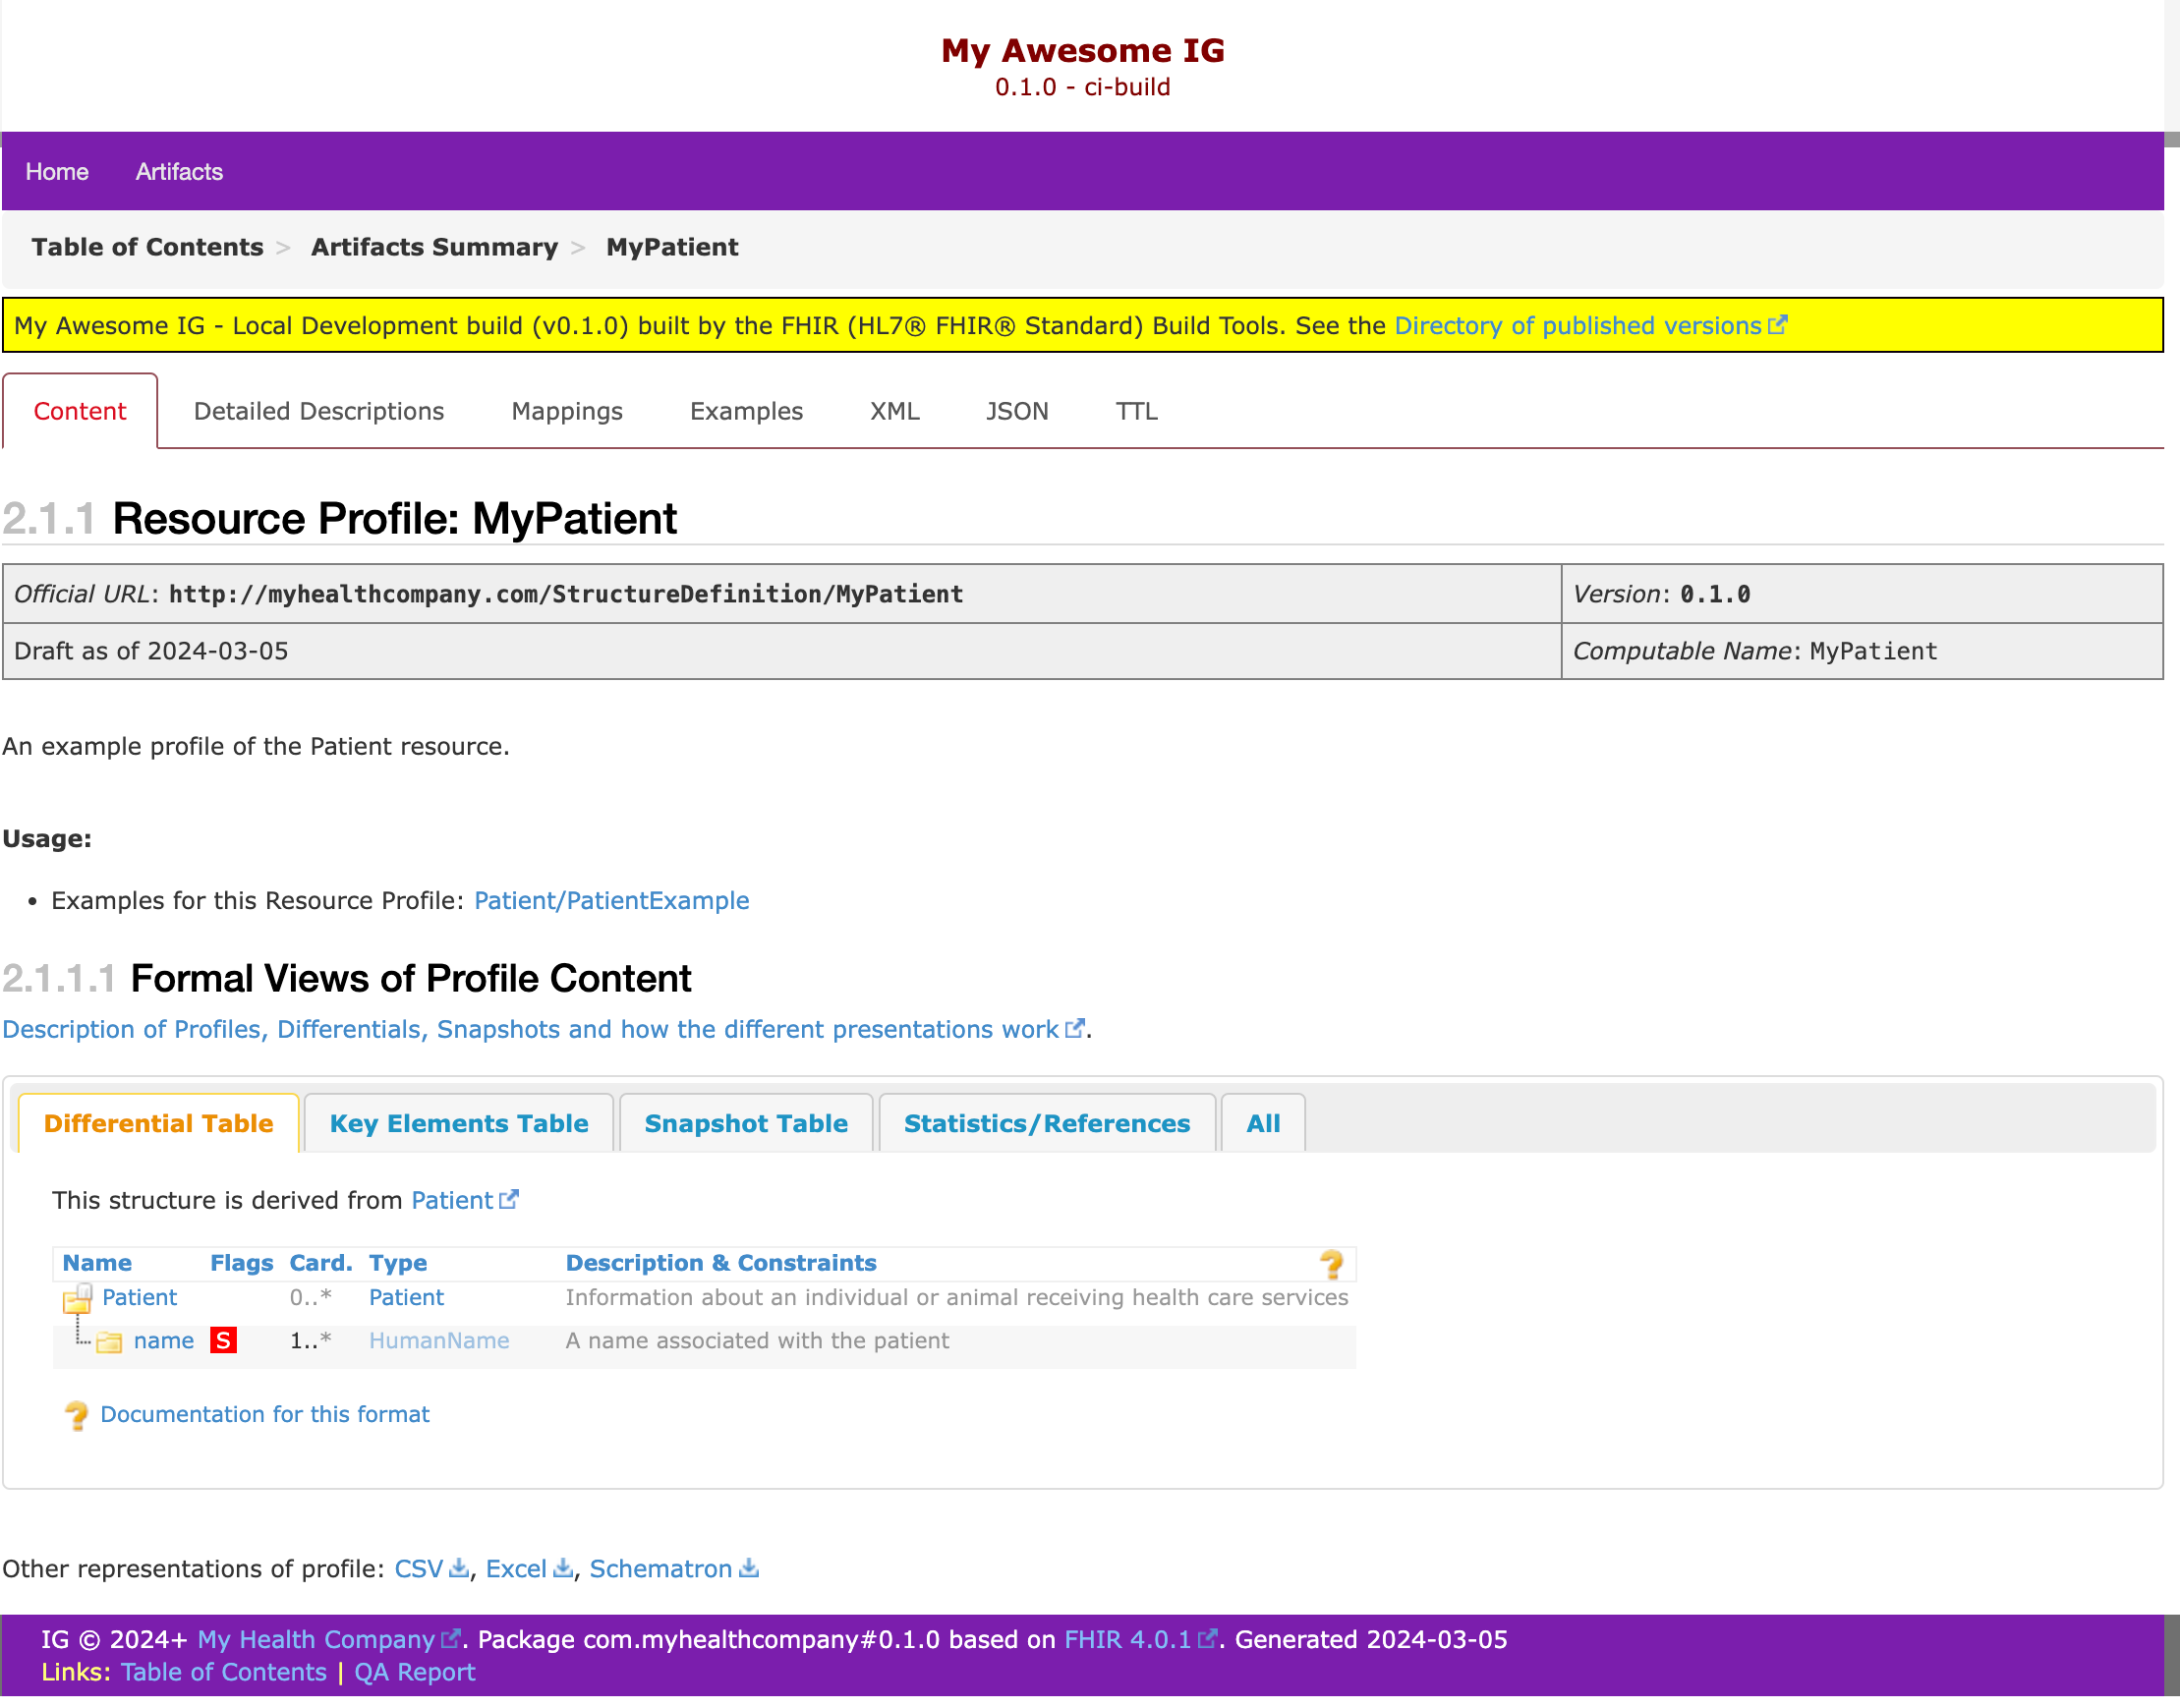 My Awesome IG
0.1.0 - ci-build
Home Artifacts
Table of Contents > Artifacts Summary > MyPatient
My Awesome IG - Local Development build (v0.1.0) built by the FHIR (HL7® FHIR® Standard) Build Tools. See the Directory of published versions
Content Detailed Descriptions Mappings Examples XML JSON TTL
2.1.1 Resource Profile: MyPatient
Official URL: http://myhealthcompany.com/StructureDefinition/MyPatient Version: 0.1.0
Draft as of 2024-03-05 Computable Name: MyPatient
An example profile of the Patient resource.
Usage:
• Examples for this Resource Profile: Patient/PatientExample
2.1.1.1 Formal Views of Profile Content
Description of Profiles, Differentials, Snapshots and how the different presentations work.
Differential Table Key Elements Table Snapshot Table Statistics/References All
This structure is derived from Patient
Name Flags Card. Type Description & Constraints ?
Patient 0..* Patient Information about an individual or animal receiving health care services
name S 1..* HumanName A name associated with the patient
? Documentation for this format
Other representations of profile: CSV, Excel, Schematron
IG © 2024+ My Health Company. Package com.myhealthcompany#0.1.0 based on FHIR 4.0.1. Generated 2024-03-05
Links: Table of Contents | QA Report